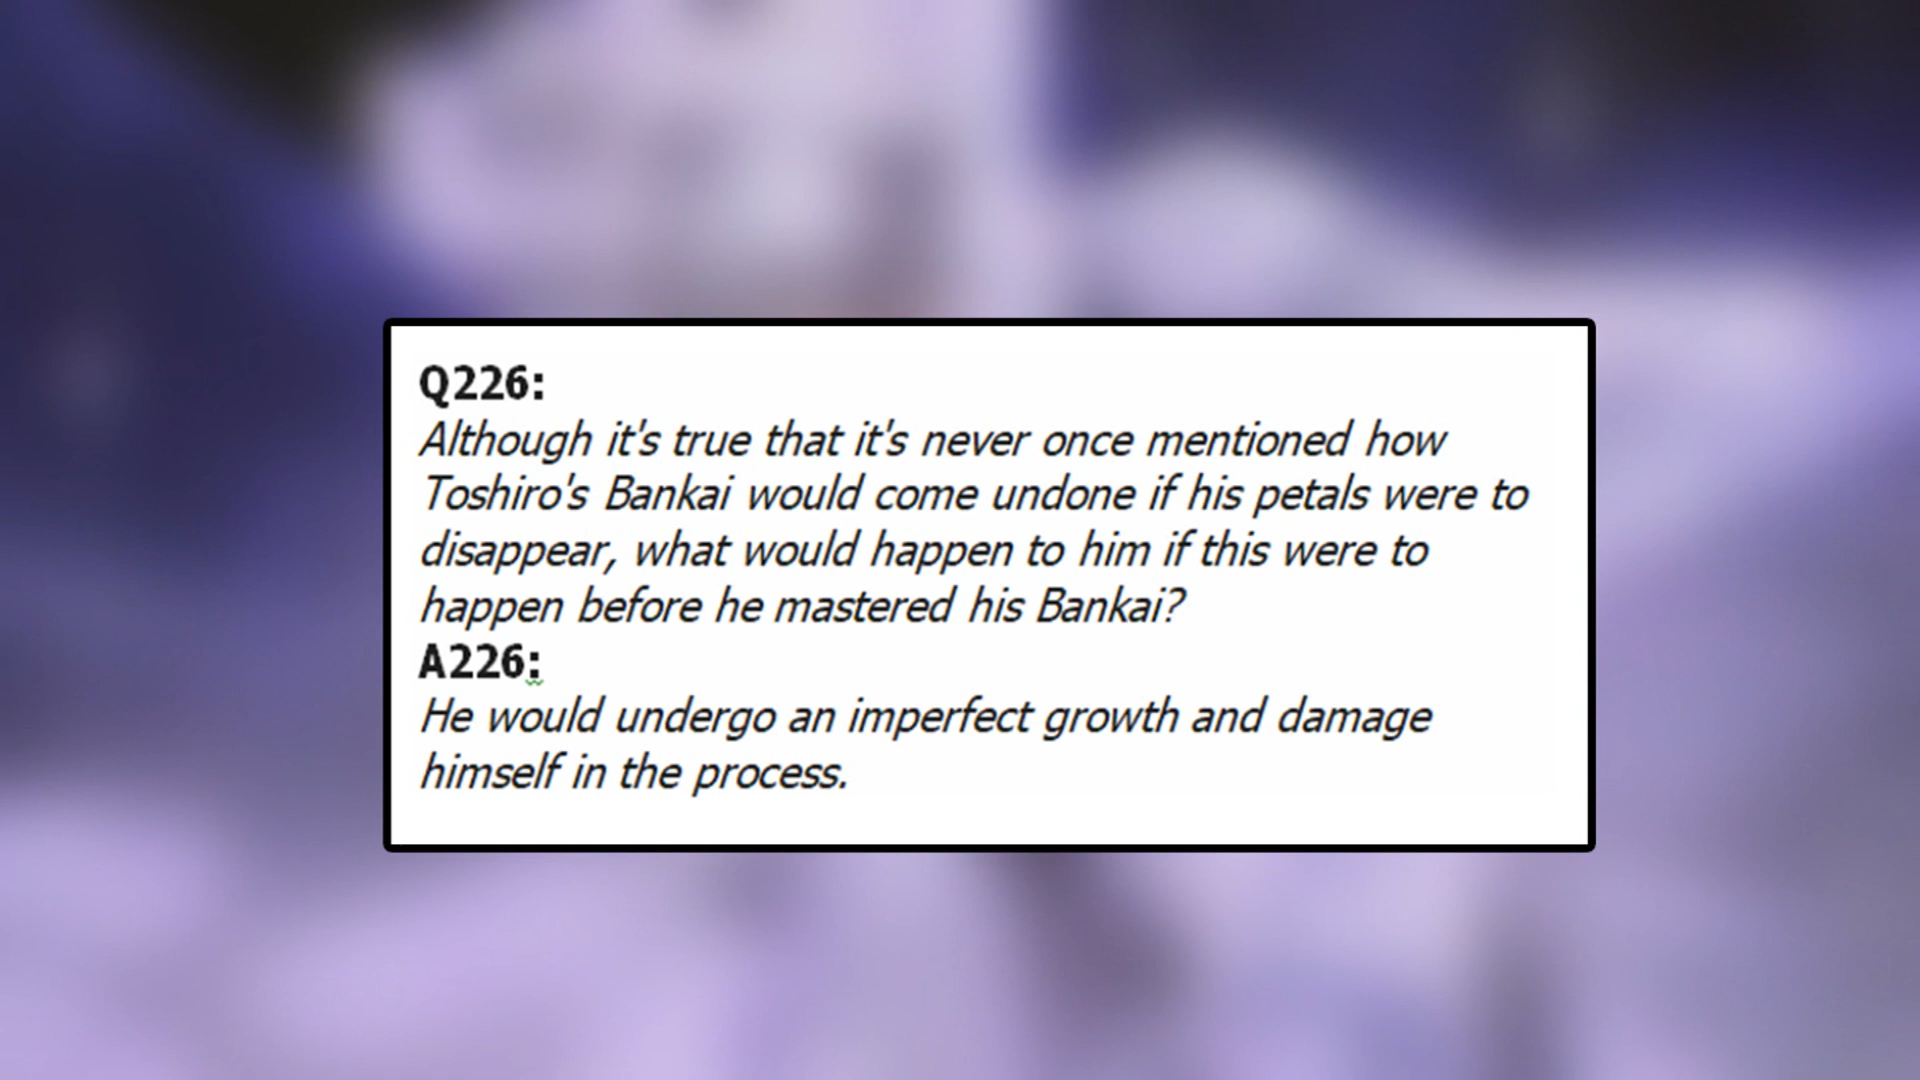 Q226:
Although it's true that it's never once mentioned how
Toshiro's Bankai would come undone if his petals were to
disappear, what would happen to him if this were to
happen before he mastered his Bankai?
A226:
He would undergo an imperfect growth and damage
himself in the process.